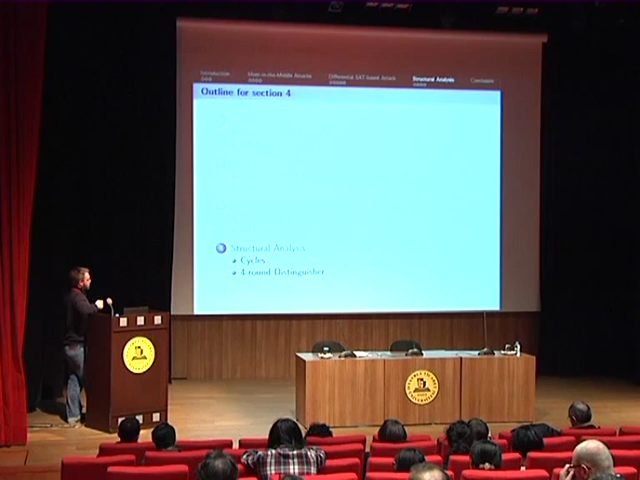 Introduction Meet-in-the-Middle Attacks Differential SAT-based Attack Structural Analysis Conclusion
Outline for section 4
4 Structural Analysis
Cycles
4-round Distinguisher